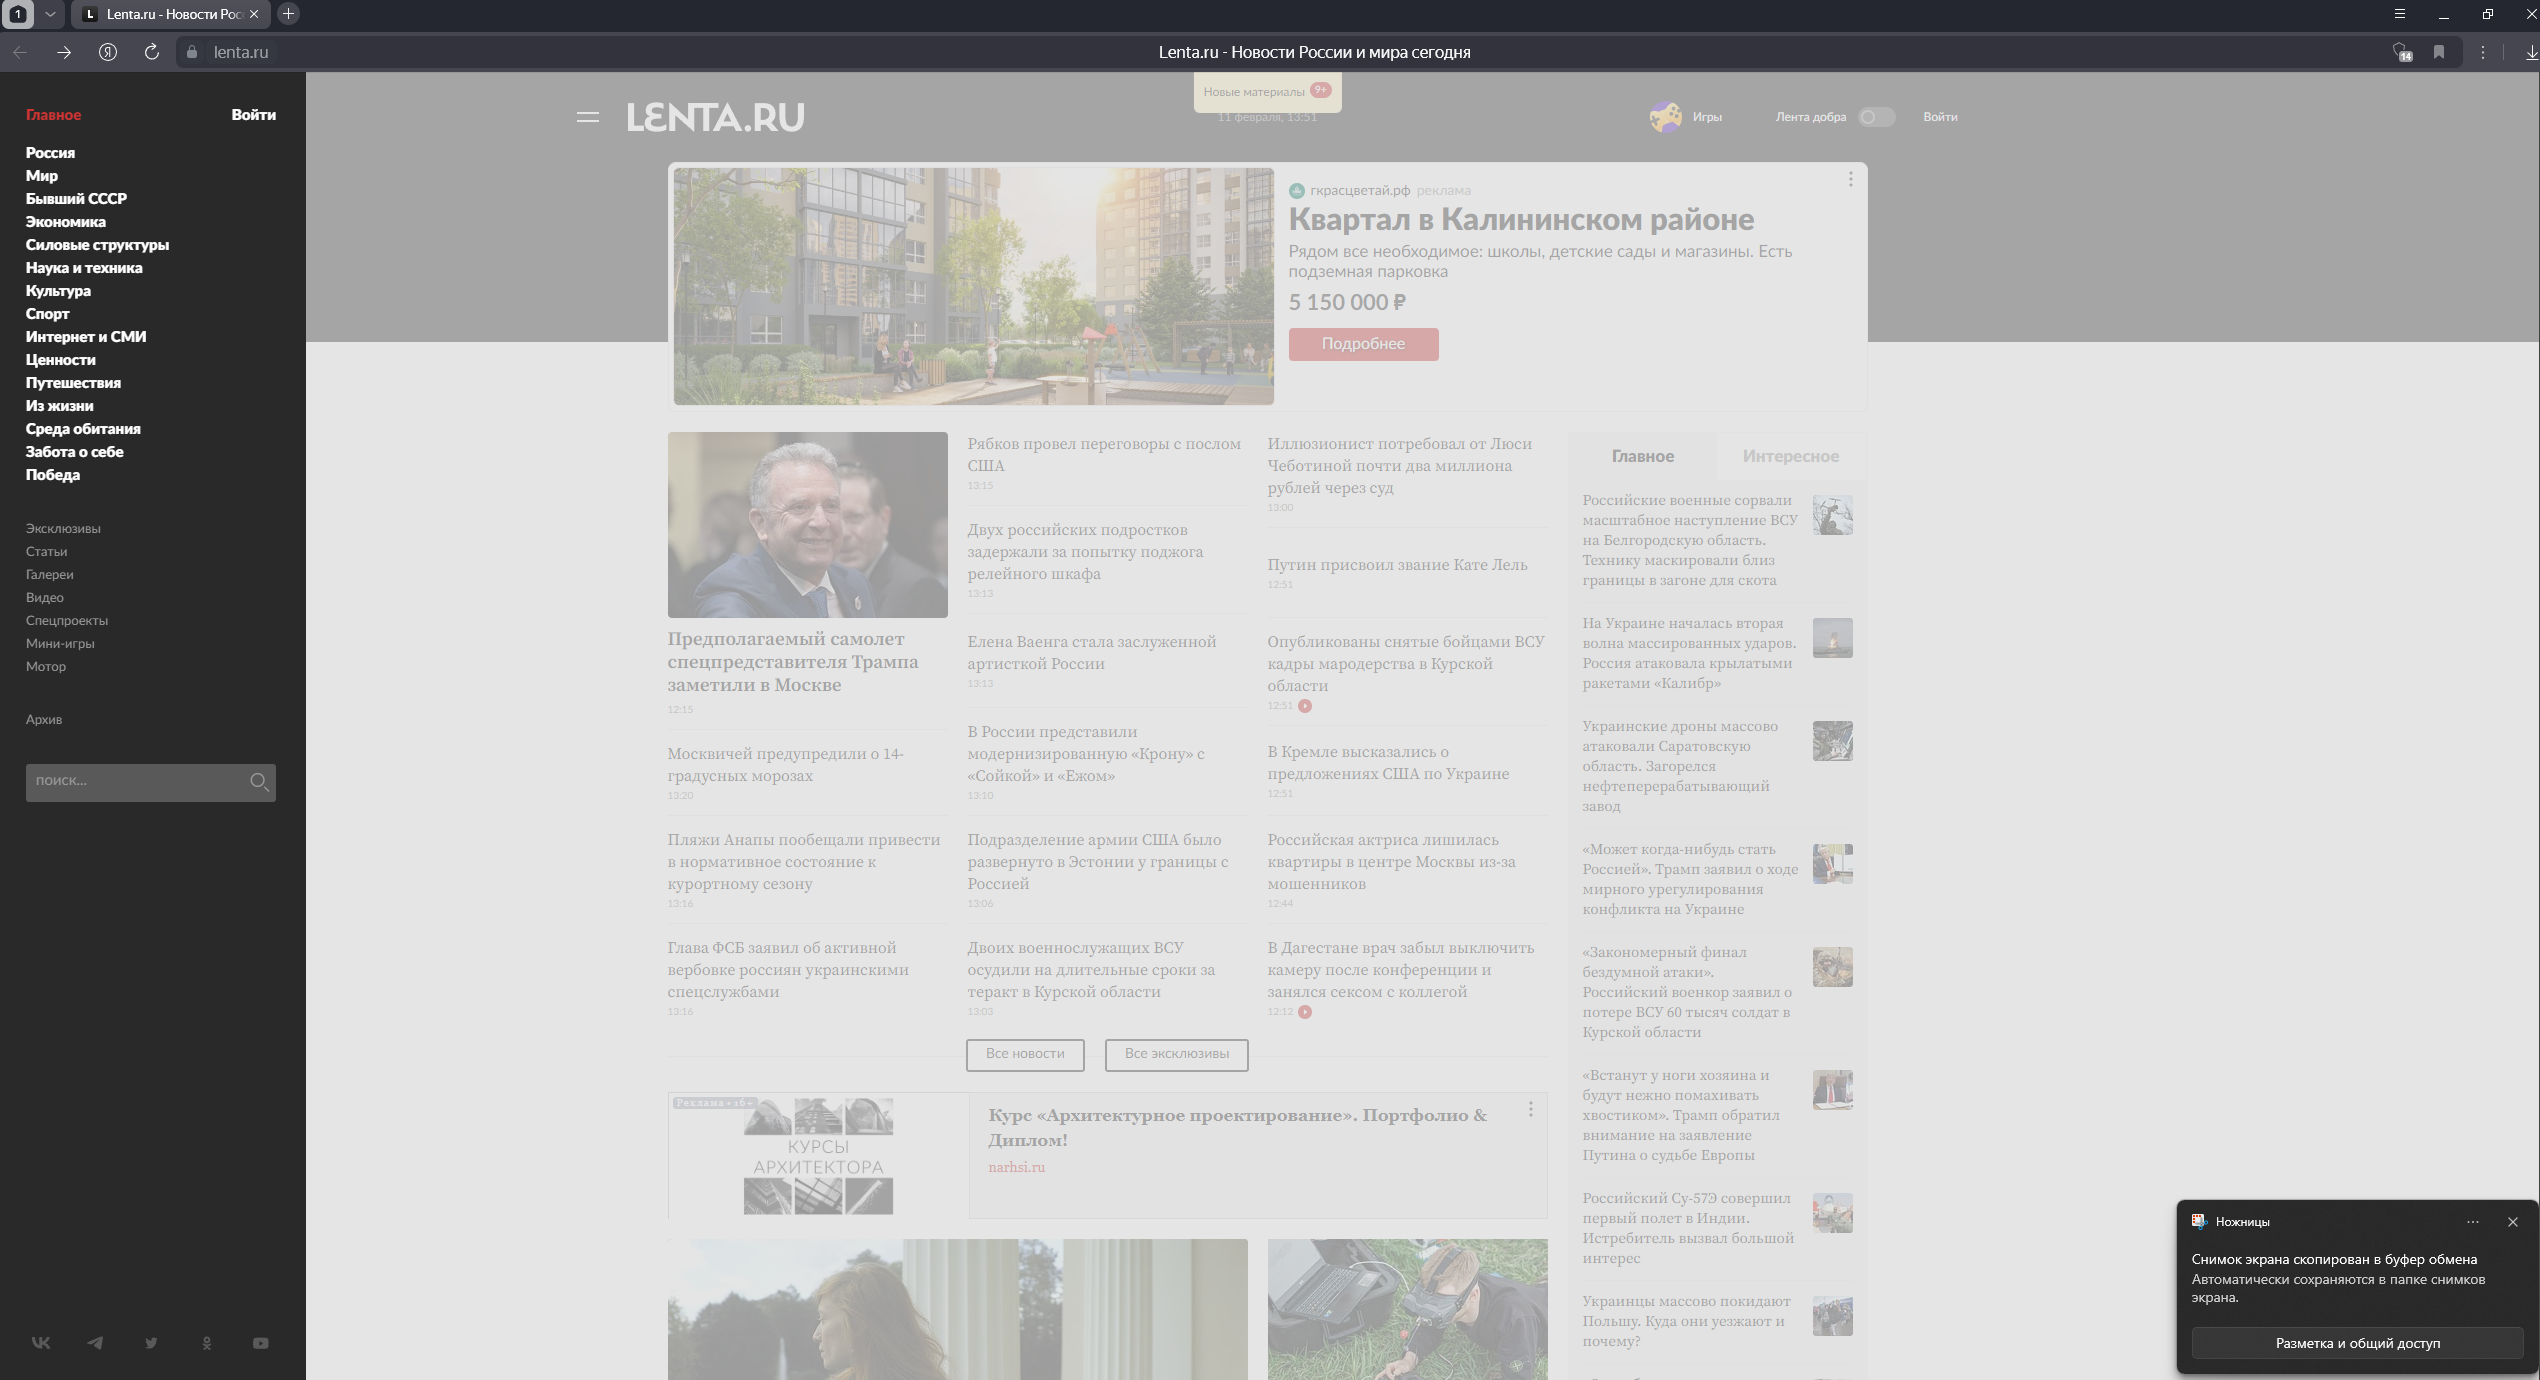 1
Lenta.ru - Новости Рос
lenta.ru
Lenta.ru - Новости России и мира сегодня
14
Главное
Войти
Россия
Мир
Бывший СССР
Экономика
Силовые структуры
Наука и техника
Культура
Спорт
Интернет и СМИ
Ценности
Путешествия
Из жизни
Среда обитания
Забота о себе
Победа
Эксклюзивы
Статьи
Галереи
Видео
Спецпроекты
Мини-игры
Мотор
Архив
поиск...
Новые материалы 9+
LENTA.RU
11 февраля, 13:51
Игры
Лента добра
Войти
гкрасцветай.рф реклама
Квартал в Калининском районе
Рядом все необходимое: школы, детские сады и магазины. Есть
подземная парковка
5 150 000 ₽
Подробнее
Предполагаемый самолет
спецпредставителя Трампа
заметили в Москве
12:15
Москвичей предупредили о 14-
градусных морозах
13:20
Пляжи Анапы пообещали привести
в нормативное состояние к
курортному сезону
13:16
Глава ФСБ заявил об активной
вербовке россиян украинскими
спецслужбами
13:16
Рябков провел переговоры с послом
США
13:15
Двух российских подростков
задержали за попытку поджога
релейного шкафа
13:13
Елена Ваенга стала заслуженной
артисткой России
13:13
В России представили
модернизированную «Крону» с
«Сойкой» и «Ежом»
13:10
Подразделение армии США было
развернуто в Эстонии у границы с
Россией
13:06
Двоих военнослужащих ВСУ
осудили на длительные сроки за
теракт в Курской области
13:03
Иллюзионист потребовал от Люси
Чеботиной почти два миллиона
рублей через суд
13:00
Путин присвоил звание Кате Лель
12:51
Опубликованы снятые бойцами ВСУ
кадры мародерства в Курской
области
12:51
В Кремле высказались о
предложениях США по Украине
12:51
Российская актриса лишилась
квартиры в центре Москвы из-за
мошенников
12:44
В Дагестане врач забыл выключить
камеру после конференции и
занялся сексом с коллегой
12:12
Все новости
Все эксклюзивы
Реклама • 16+
КУРСЫ
АРХИТЕКТОРА
Курс «Архитектурное проектирование». Портфолио &
Диплом!
narhsi.ru
Главное
Интересное
Российские военные сорвали
масштабное наступление ВСУ
на Белгородскую область.
Технику маскировали близ
границы в загоне для скота
На Украине началась вторая
волна массированных ударов.
Россия атаковала крылатыми
ракетами «Калибр»
Украинские дроны массово
атаковали Саратовскую
область. Загорелся
нефтеперерабатывающий
завод
«Может когда-нибудь стать
Россией». Трамп заявил о ходе
мирного урегулирования
конфликта на Украине
«Закономерный финал
бездумной атаки».
Российский военкор заявил о
потере ВСУ 60 тысяч солдат в
Курской области
«Встанут у ноги хозяина и
будут нежно помахивать
хвостиком». Трамп обратил
внимание на заявление
Путина о судьбе Европы
Российский Су-57Э совершил
первый полет в Индии.
Истребитель вызвал большой
интерес
Украинцы массово покидают
Польшу. Куда они уезжают и
почему?
Ножницы
Снимок экрана скопирован в буфер обмена
Автоматически сохраняются в папке снимков
экрана.
Разметка и общий доступ